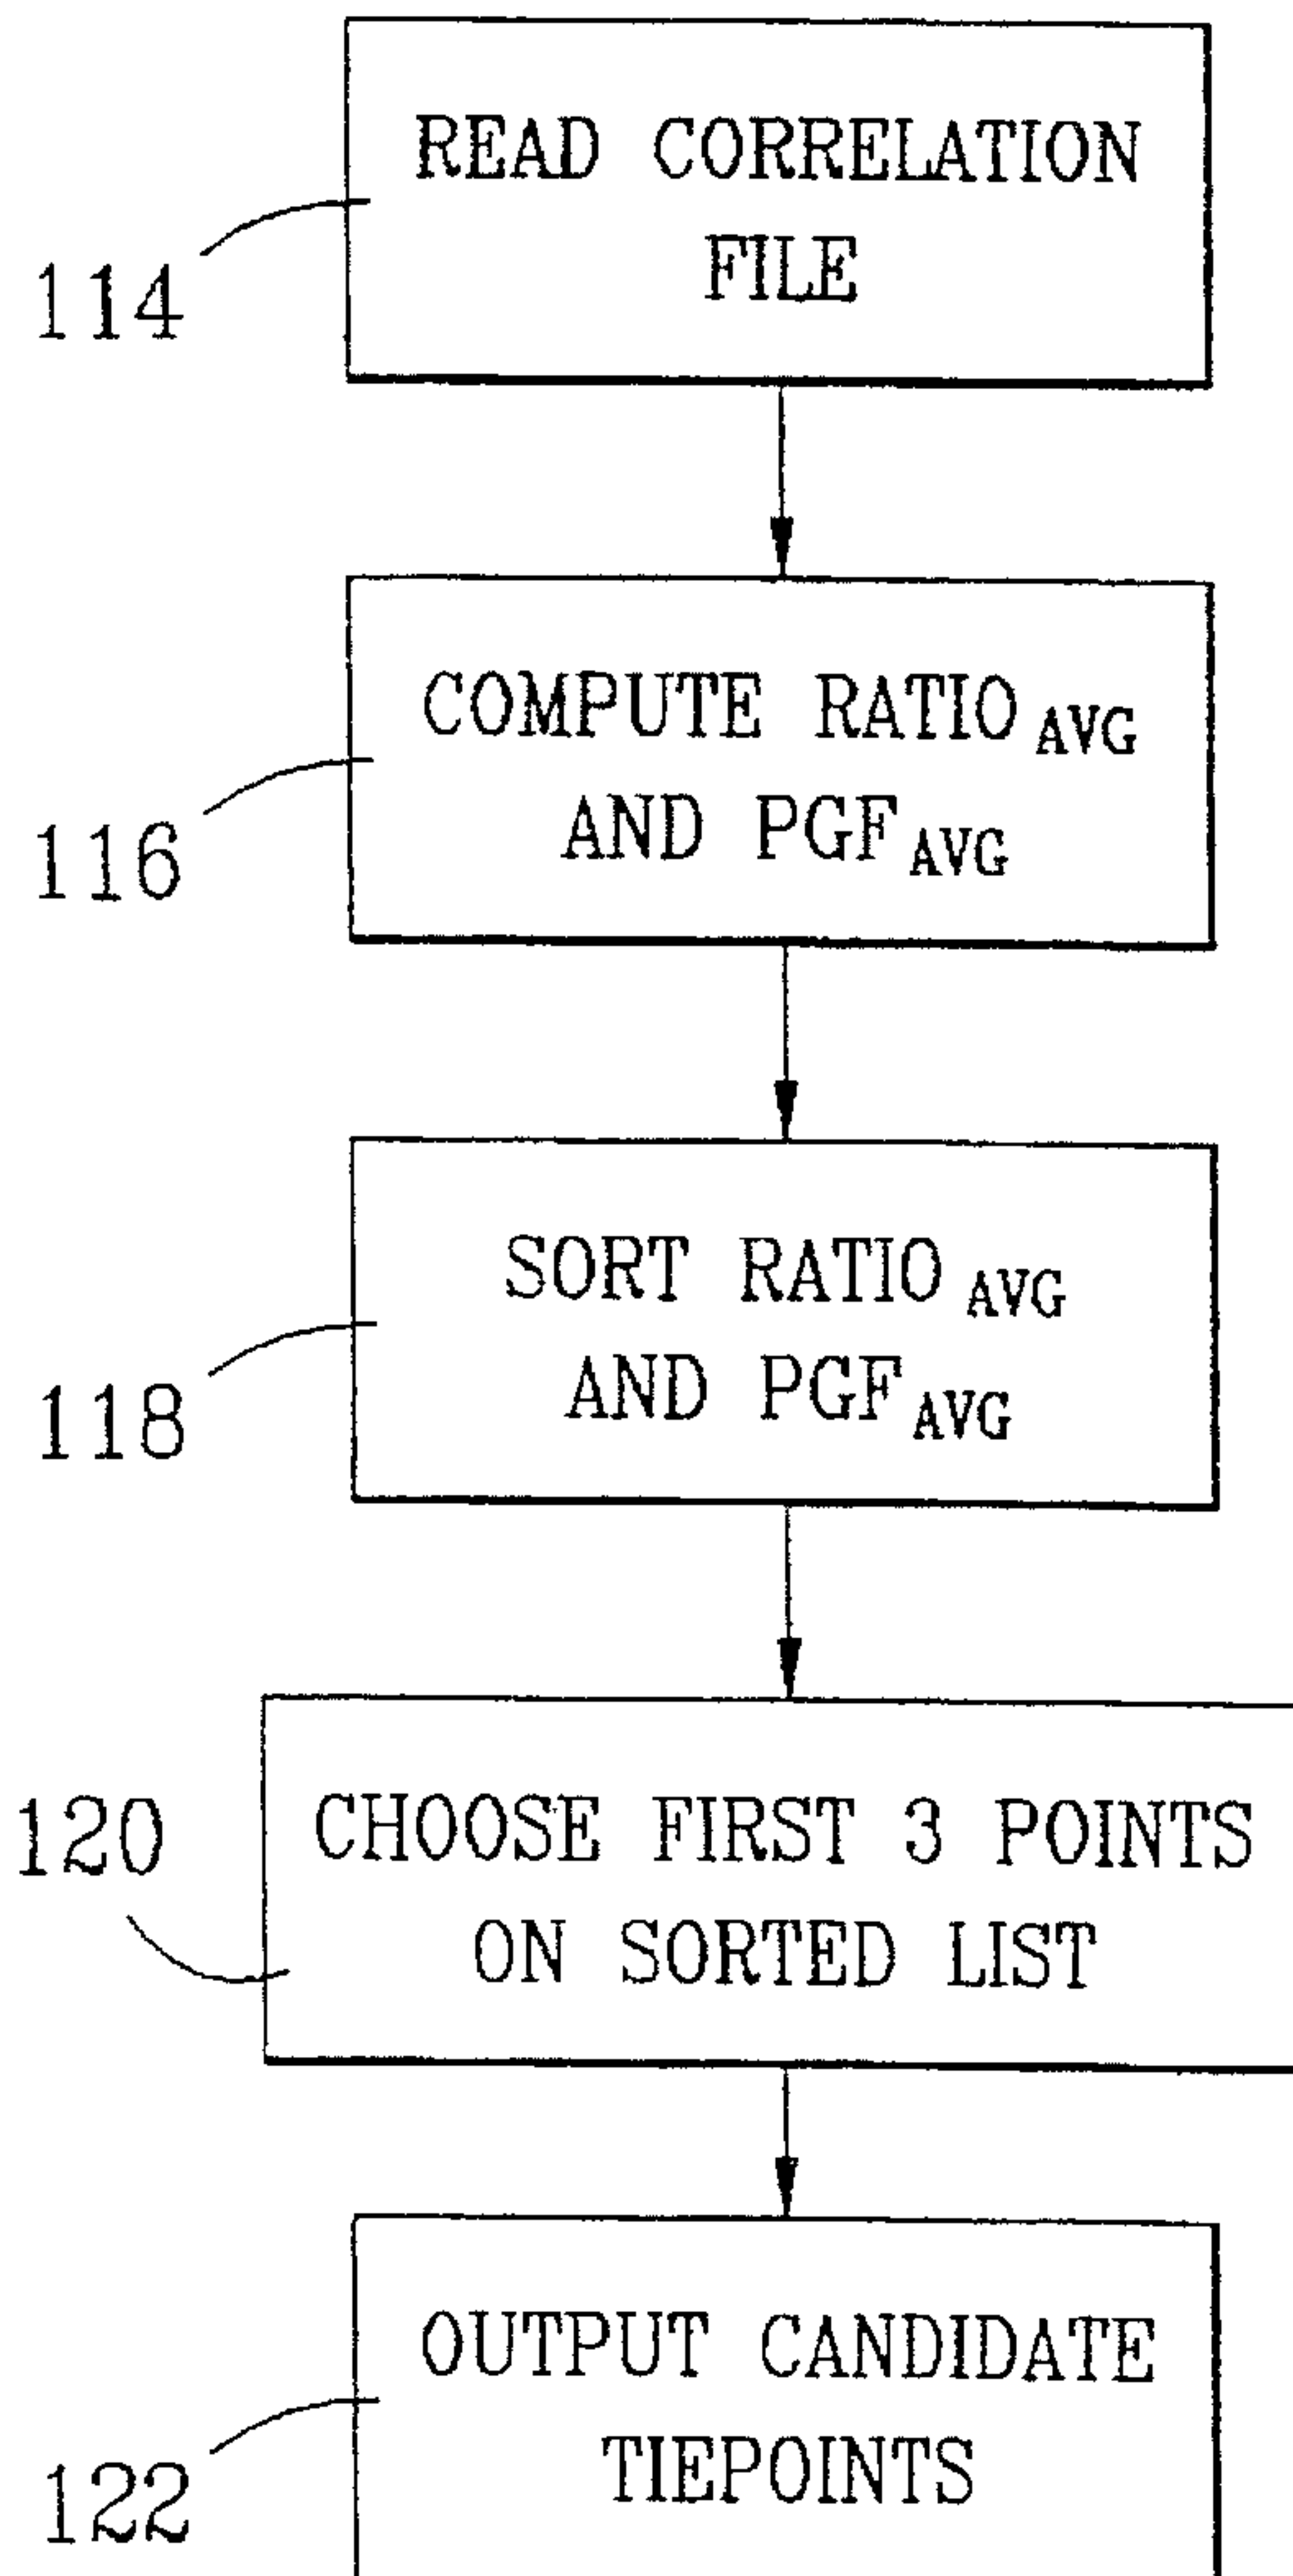 READ CORRELATION
FILE
114
COMPUTE RATIO AVG
AND PGF AVG
116
SORT RATIO AVG
AND PGF AVG
118
CHOOSE FIRST 3 POINTS
ON SORTED LIST
120
OUTPUT CANDIDATE
TIEPOINTS
122